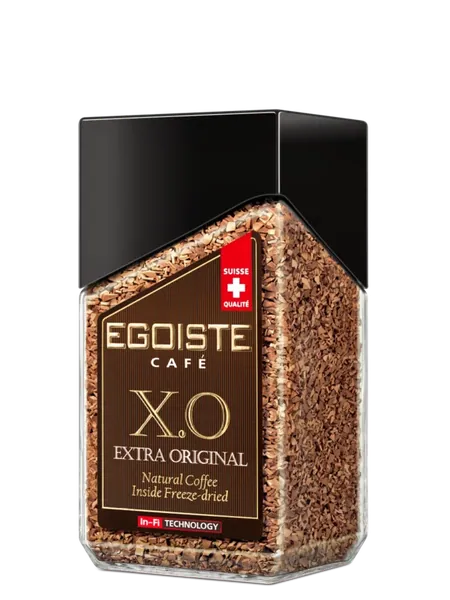 SUISSE
QUALITÉ
EGOISTE
CAFÉ
X.O
EXTRA ORIGINAL
Natural Coffee
Inside Freeze-dried
in-Fi TECHNOLOGY